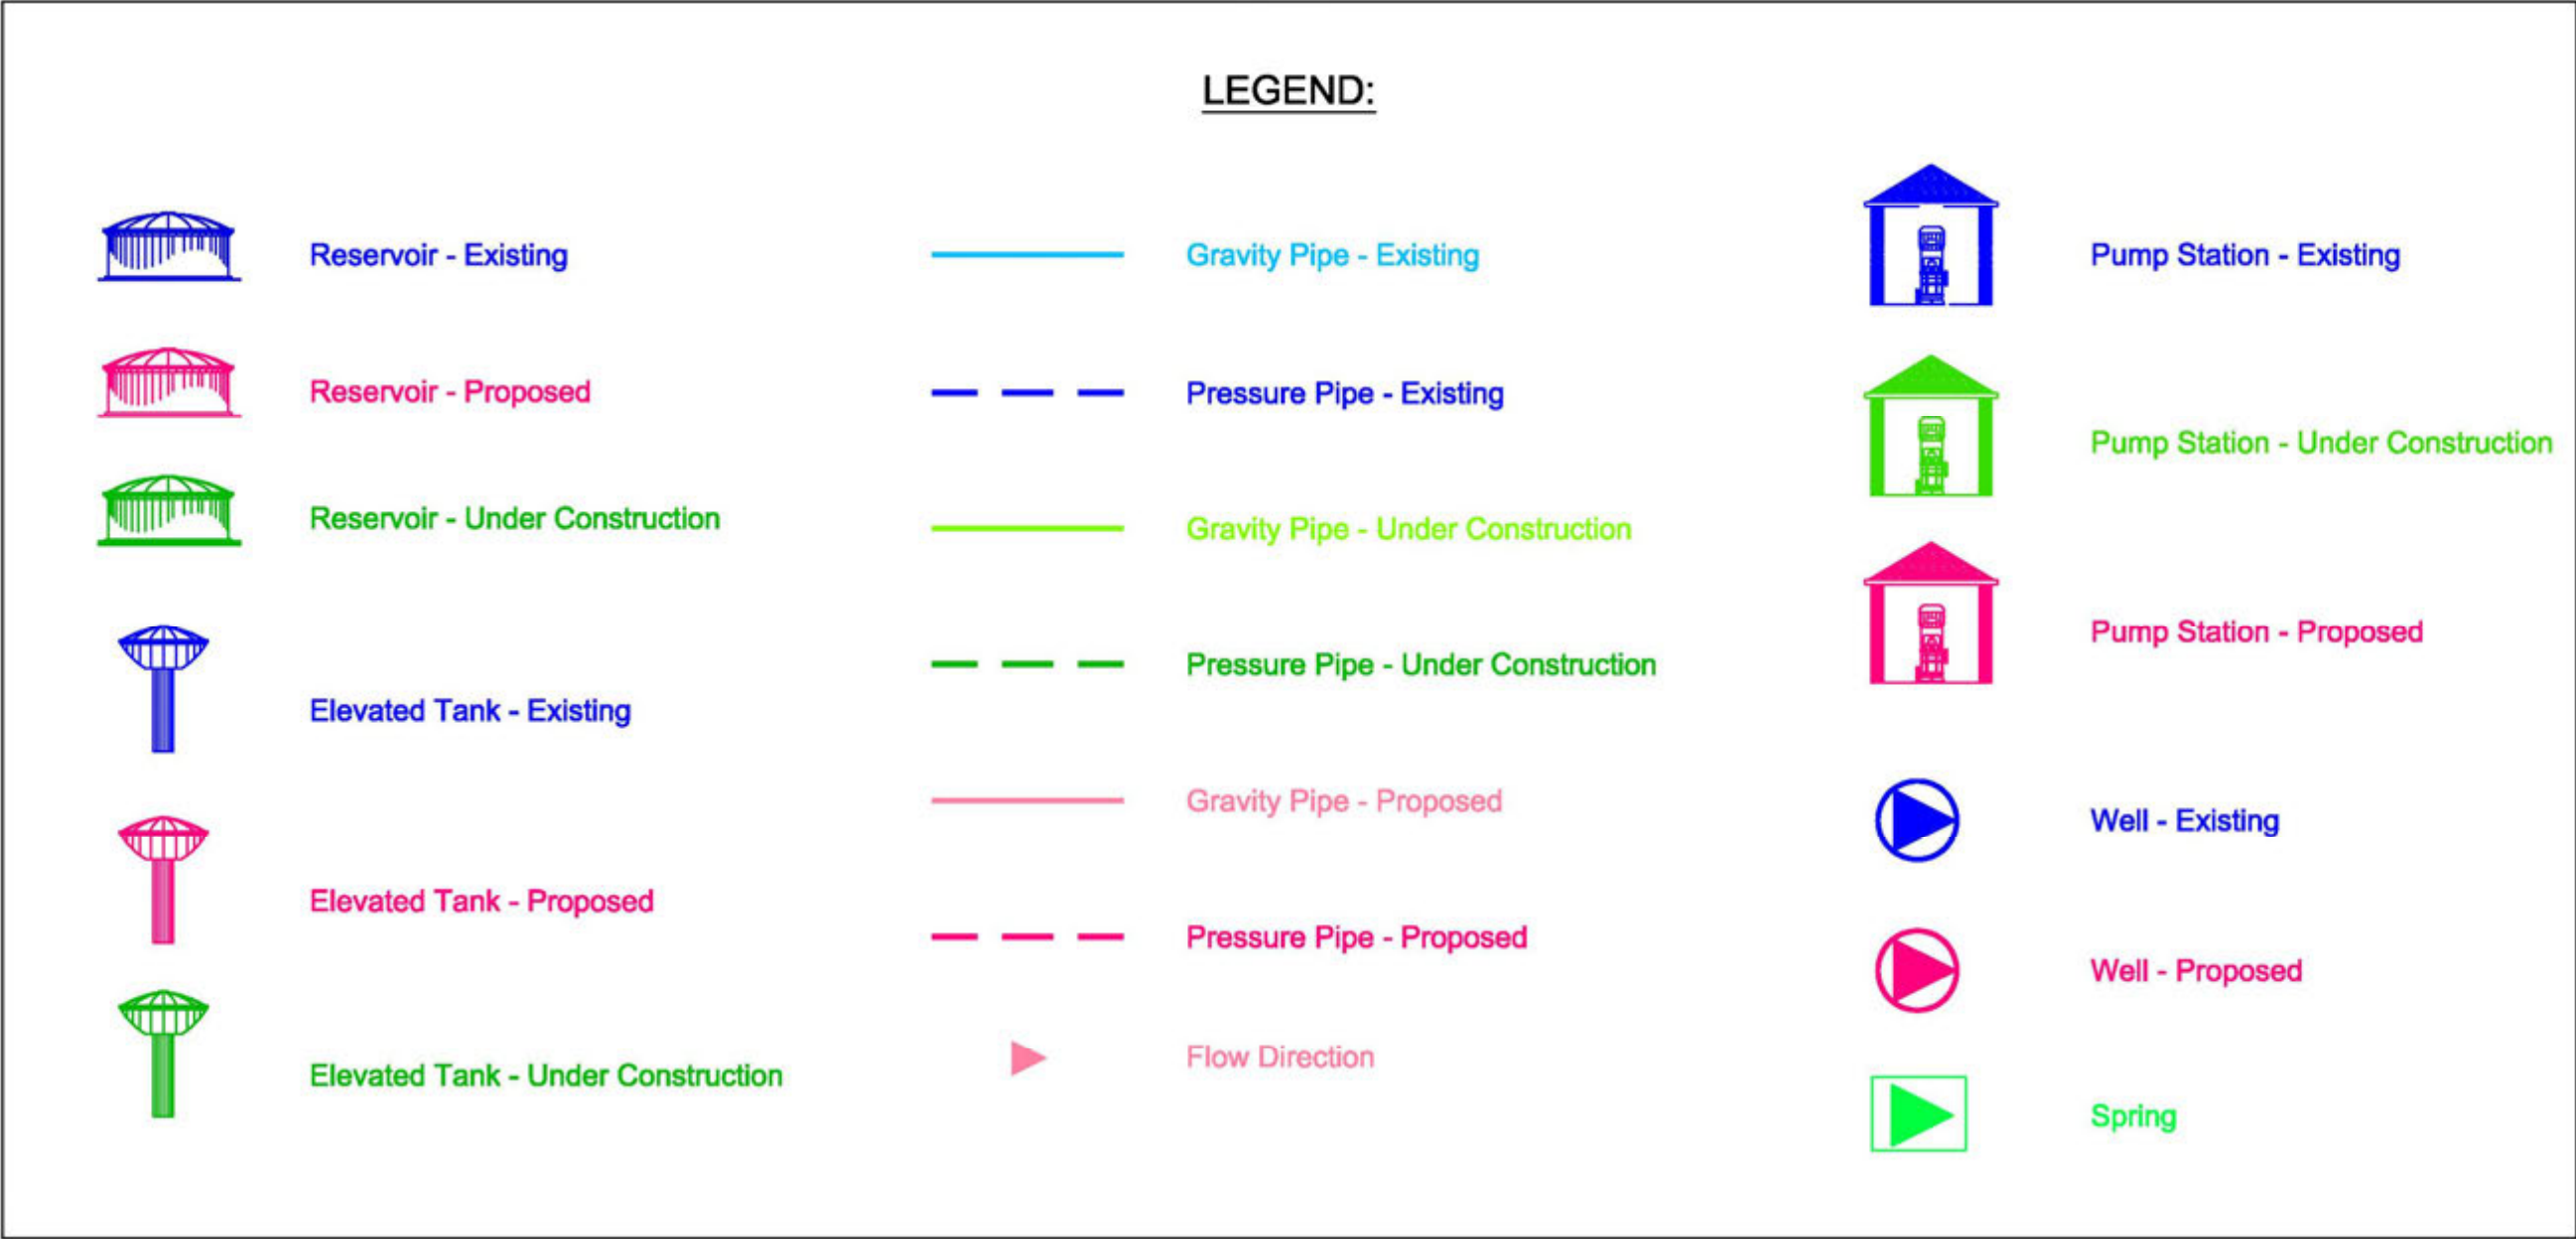 LEGEND:
Reservoir - Existing
Reservoir - Proposed
Reservoir - Under Construction
Elevated Tank - Existing
Elevated Tank - Proposed
Elevated Tank - Under Construction
Gravity Pipe - Existing
Pressure Pipe - Existing
Gravity Pipe - Under Construction
Pressure Pipe - Under Construction
Gravity Pipe - Proposed
Pressure Pipe - Proposed
Flow Direction
Pump Station - Existing
Pump Station - Under Construction
Pump Station - Proposed
Well - Existing
Well - Proposed
Spring